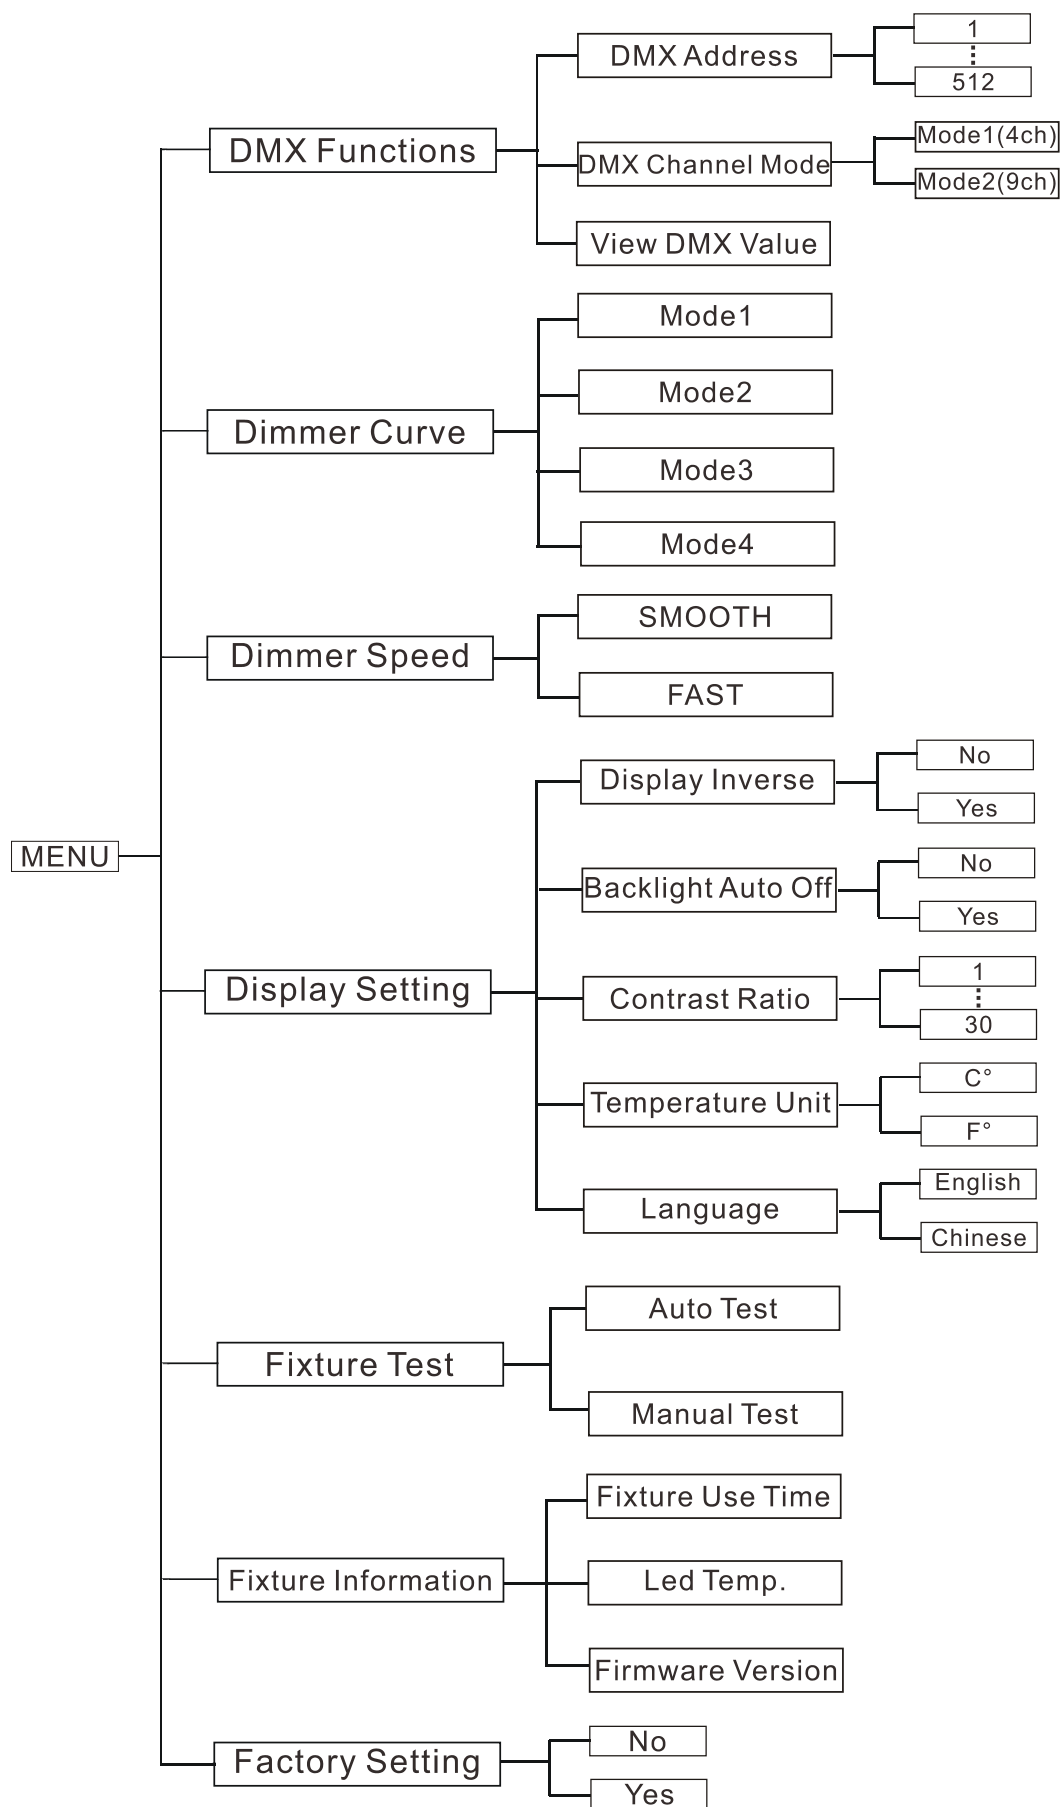 MENU
DMX Functions
DMX Address
1
512
DMX Channel Mode
Mode1(4ch)
Mode2(9ch)
View DMX Value
Dimmer Curve
Mode1
Mode2
Mode3
Mode4
Dimmer Speed
SMOOTH
FAST
Display Setting
Display Inverse
No
Yes
Backlight Auto Off
No
Yes
Contrast Ratio
1
30
Temperature Unit
C°
F°
Language
English
Chinese
Fixture Test
Auto Test
Manual Test
Fixture Information
Fixture Use Time
Led Temp.
Firmware Version
Factory Setting
No
Yes